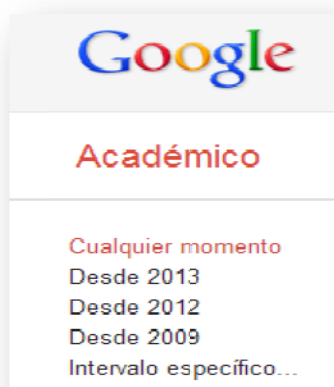 Google
Académico
Cualquier momento
Desde 2013
Desde 2012
Desde 2009
Intervalo específico...